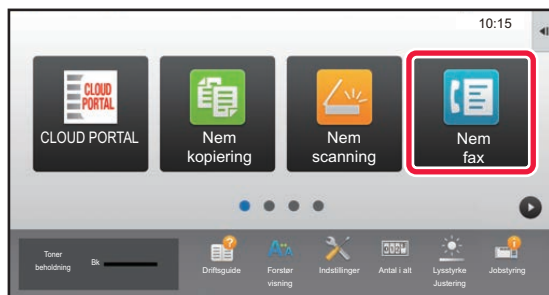 10:15
CLOUD
PORTAL
CLOUD PORTAL
Nem
kopiering
Nem
scanning
Nem
fax
Toner
beholdning
Bk
Driftsguide
Forstør
visning
Indstillinger
Antal i alt
Lysstyrke
Justering
Jobstyring